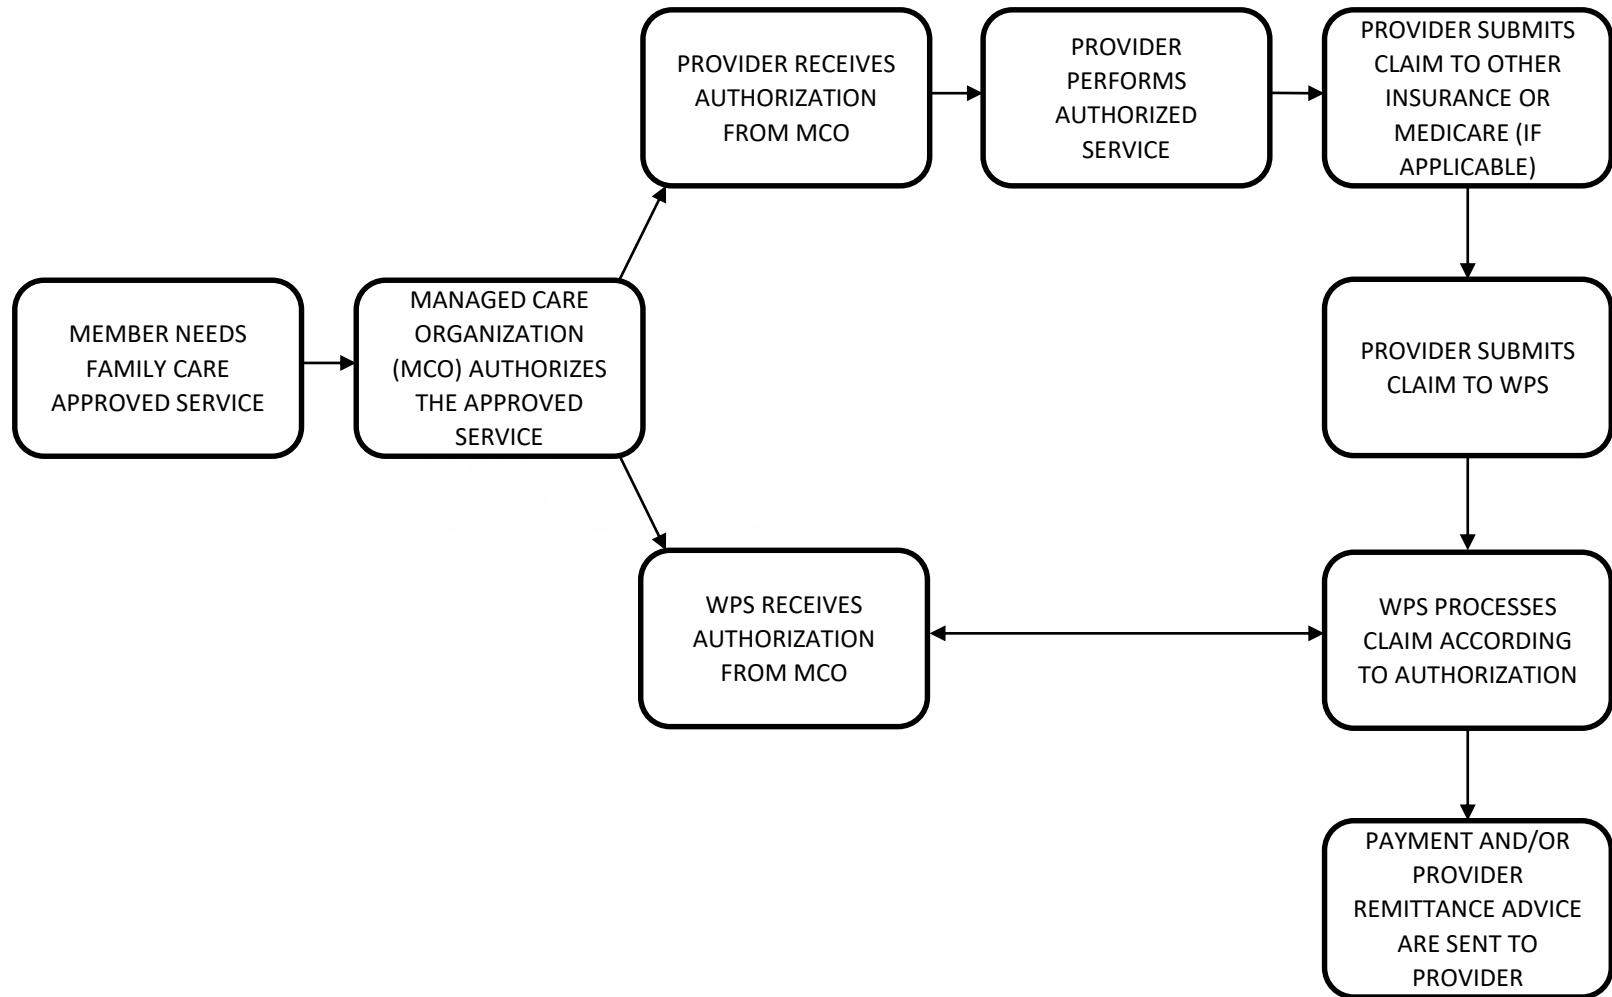 PROVIDER RECEIVES
AUTHORIZATION
FROM MCO
PROVIDER
PERFORMS
AUTHORIZED
SERVICE
PROVIDER SUBMITS
CLAIM TO OTHER
INSURANCE OR
MEDICARE (IF
APPLICABLE)
MEMBER NEEDS
FAMILY CARE
APPROVED SERVICE
MANAGED CARE
ORGANIZATION
(MCO) AUTHORIZES
THE APPROVED
SERVICE
PROVIDER SUBMITS
CLAIM TO WPS
WPS RECEIVES
AUTHORIZATION
FROM MCO
WPS PROCESSES
CLAIM ACCORDING
TO AUTHORIZATION
PAYMENT AND/OR
PROVIDER
REMITTANCE ADVICE
ARE SENT TO
PROVIDER